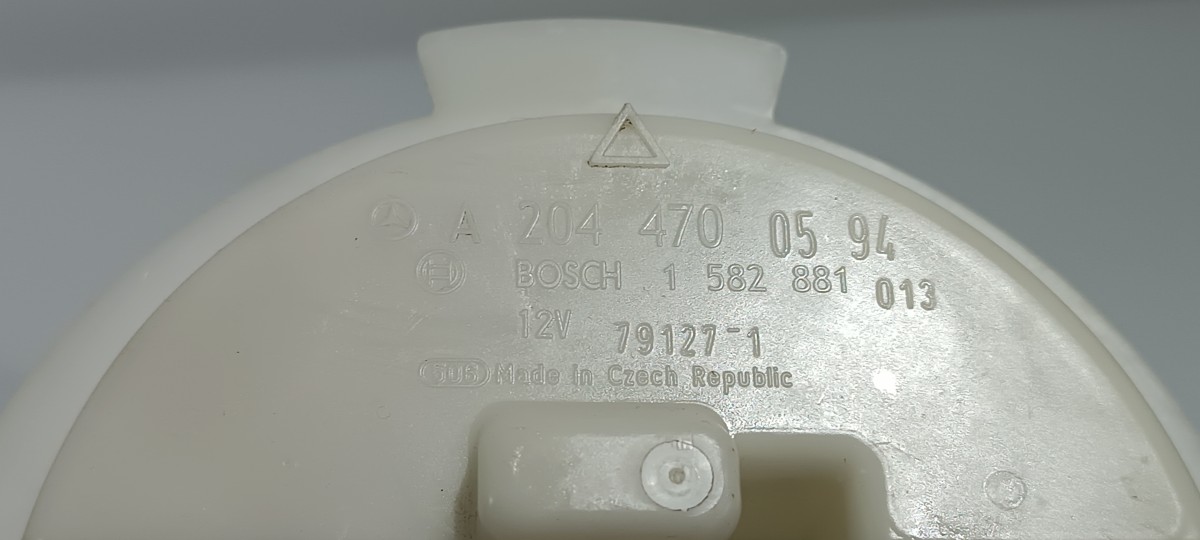 A 204 470 05 94
BOSCH 1 582 881 013
12V 79127-1
Made in Czech Republic